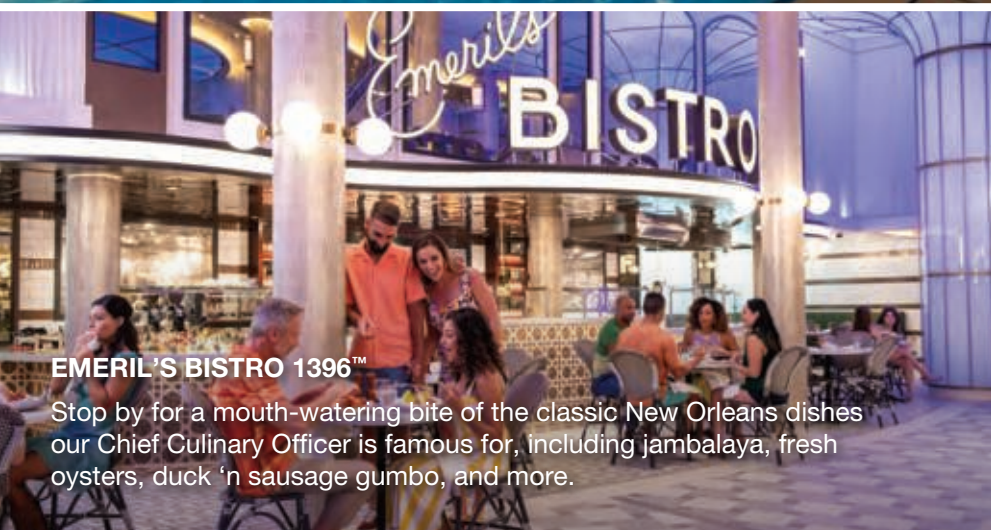 Emeril's
BISTRO
EMERIL'S BISTRO 1396™
Stop by for a mouth-watering bite of the classic New Orleans dishes
our Chief Culinary Officer is famous for, including jambalaya, fresh
oysters, duck ‘n sausage gumbo, and more.